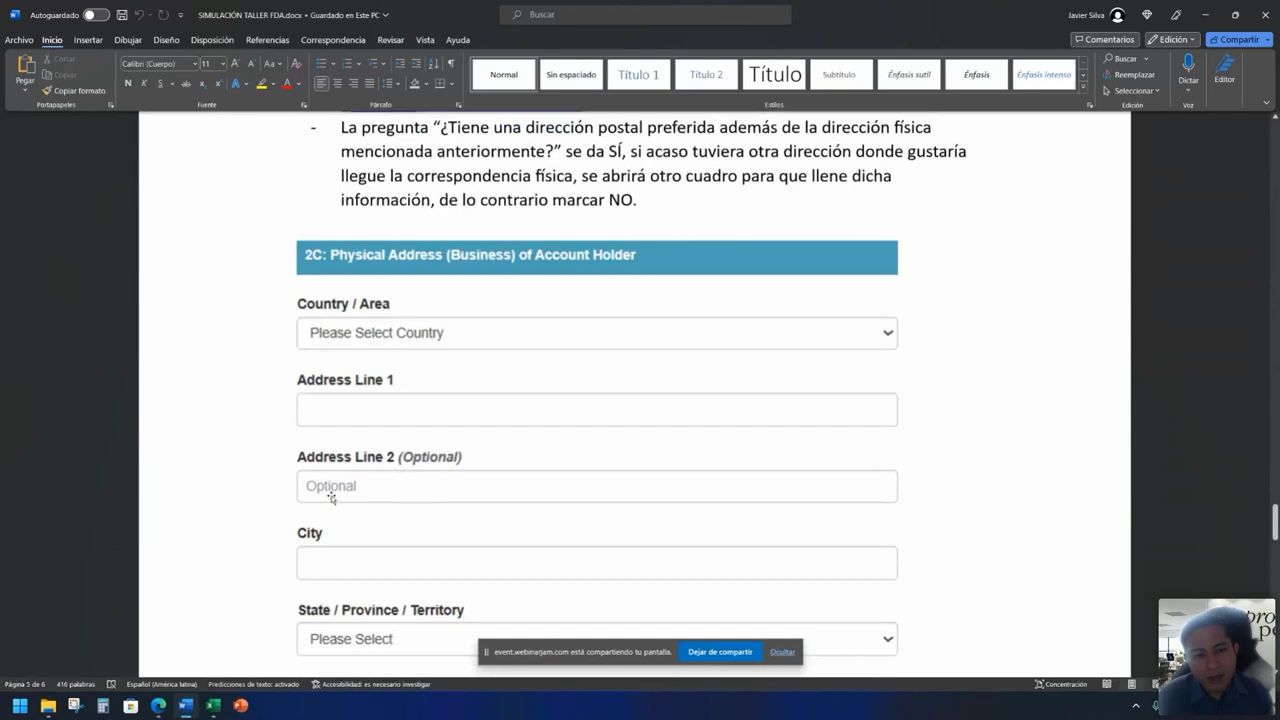 Autoguardado
SIMULACIÓN TALLER FDA.docx • Guardado en Este PC
Buscar
Javier Silva
Archivo Inicio Insertar Dibujar Diseño Disposición Referencias Correspondencia Revisar Vista Ayuda
Comentarios Edición Compartir
Pegar
Cortar
Copiar
Copiar formato
Portapapeles
Calibri (Cuerpo) 11
N K S
Fuente
Párrafo
Normal
Sin espaciado
Título 1
Título 2
Título
Subtítulo
Énfasis sutil
Énfasis
Énfasis intenso
Estilos
Buscar
Reemplazar
Seleccionar
Edición
Dictar
Voz
Editor
Editor
- La pregunta “¿Tiene una dirección postal preferida además de la dirección física
mencionada anteriormente?” se da SÍ, si acaso tuviera otra dirección donde gustaría
llegue la correspondencia física, se abrirá otro cuadro para que llene dicha
información, de lo contrario marcar NO.
2C: Physical Address (Business) of Account Holder
Country / Area
Please Select Country
Address Line 1
Address Line 2 (Optional)
Optional
City
State / Province / Territory
Please Select
event.webinarjam.com está compartiendo tu pantalla.
Dejar de compartir
Ocultar
Página 5 de 6
416 palabras
Español (América latina)
Predicciones de texto: activado
Accesibilidad: es necesario investigar
Concentración